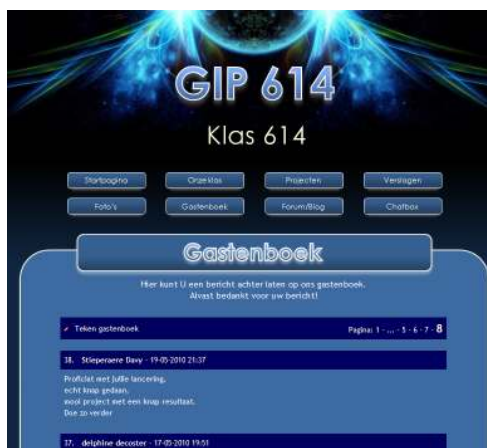 GIP 614
Klas 614
Startpagina Onze klas Projecten Verslagen
Foto's Gastenboek Forum/Blog Chatbox
Gastenboek
Hier kunt U een bericht achter laten op ons gastenboek.
Alvast bedankt voor uw bericht!
Teken gastenboek Pagina: 1 - ... - 5 - 6 - 7 - 8
38. Stieperaere Davy - 19-05-2010 21:37
Proficiat met jullie lancering,
echt knap gedaan,
mooi project met een knap resultaat.
Doe zo verder
37. delphine decoster - 17-05-2010 19:51